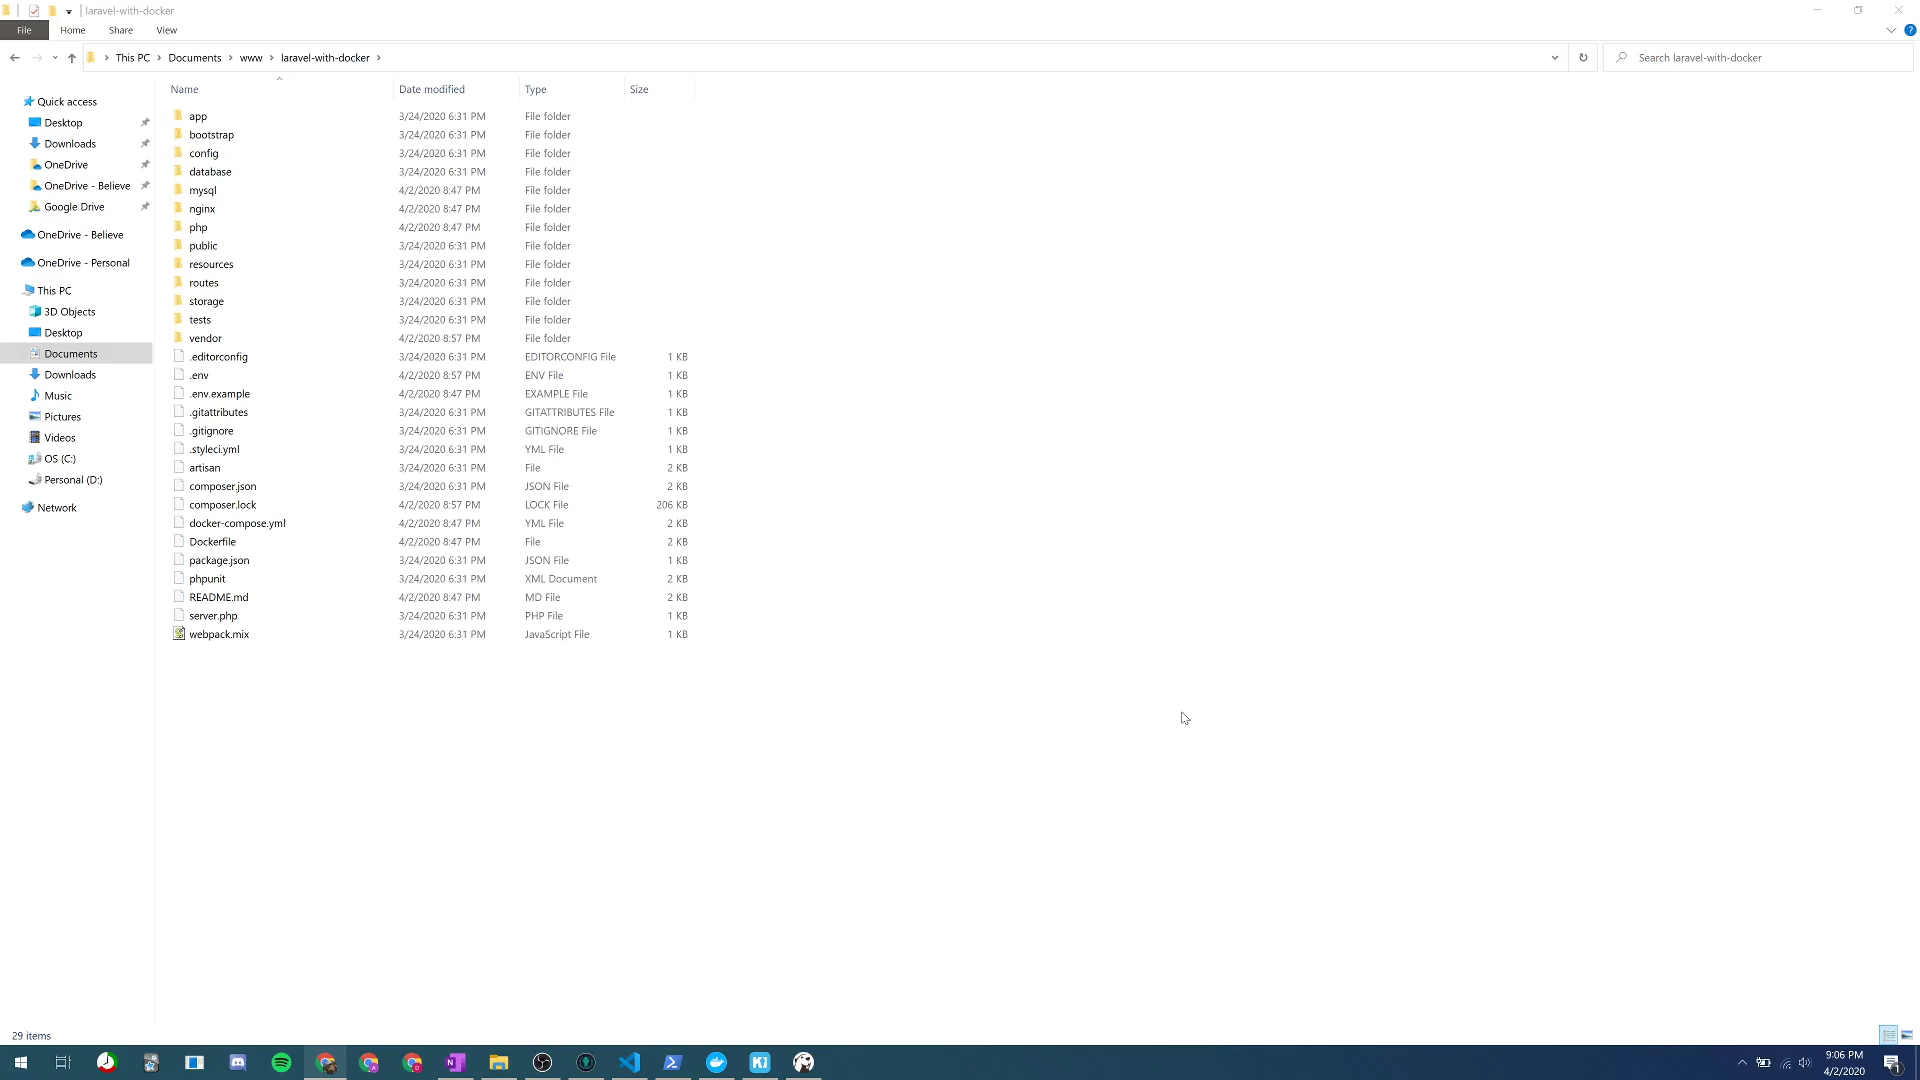 laravel-with-docker
File Home Share View
This PC Documents www laravel-with-docker Search laravel-with-docker
Name Date modified Type Size
Quick access
Desktop
Downloads
OneDrive
OneDrive - Believe
Google Drive
OneDrive - Believe
OneDrive - Personal
This PC
3D Objects
Desktop
Documents
Downloads
Music
Pictures
Videos
OS (C:)
Personal (D:)
Network
app 3/24/2020 6:31 PM File folder
bootstrap 3/24/2020 6:31 PM File folder
config 3/24/2020 6:31 PM File folder
database 3/24/2020 6:31 PM File folder
mysql 4/2/2020 8:47 PM File folder
nginx 4/2/2020 8:47 PM File folder
php 4/2/2020 8:47 PM File folder
public 3/24/2020 6:31 PM File folder
resources 3/24/2020 6:31 PM File folder
routes 3/24/2020 6:31 PM File folder
storage 3/24/2020 6:31 PM File folder
tests 3/24/2020 6:31 PM File folder
vendor 4/2/2020 8:57 PM File folder
.editorconfig 3/24/2020 6:31 PM EDITORCONFIG File 1 KB
.env 4/2/2020 8:57 PM ENV File 1 KB
.env.example 4/2/2020 8:47 PM EXAMPLE File 1 KB
.gitattributes 3/24/2020 6:31 PM GITATTRIBUTES File 1 KB
.gitignore 3/24/2020 6:31 PM GITIGNORE File 1 KB
.styleci.yml 3/24/2020 6:31 PM YML File 1 KB
artisan 3/24/2020 6:31 PM File 2 KB
composer.json 3/24/2020 6:31 PM JSON File 2 KB
composer.lock 4/2/2020 8:57 PM LOCK File 206 KB
docker-compose.yml 4/2/2020 8:47 PM YML File 2 KB
Dockerfile 4/2/2020 8:47 PM File 2 KB
package.json 3/24/2020 6:31 PM JSON File 1 KB
phpunit 3/24/2020 6:31 PM XML Document 2 KB
README.md 4/2/2020 8:47 PM MD File 2 KB
server.php 3/24/2020 6:31 PM PHP File 1 KB
webpack.mix 3/24/2020 6:31 PM JavaScript File 1 KB
29 items
9:06 PM
4/2/2020